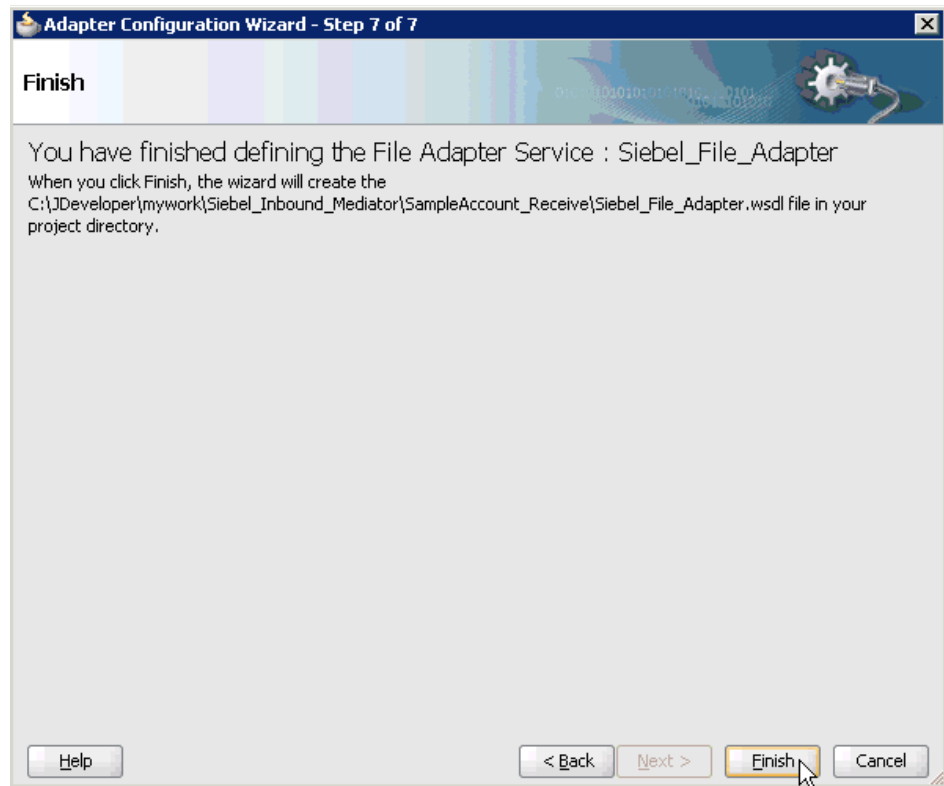 Adapter Configuration Wizard - Step 7 of 7
Finish
You have finished defining the File Adapter Service : Siebel_File_Adapter
When you click Finish, the wizard will create the
C:\JDeveloper\mywork\Siebel_Inbound_Mediator\SampleAccount_Receive\Siebel_File_Adapter.wsdl file in your
project directory.
Help
< Back
Next >
Finish
Cancel